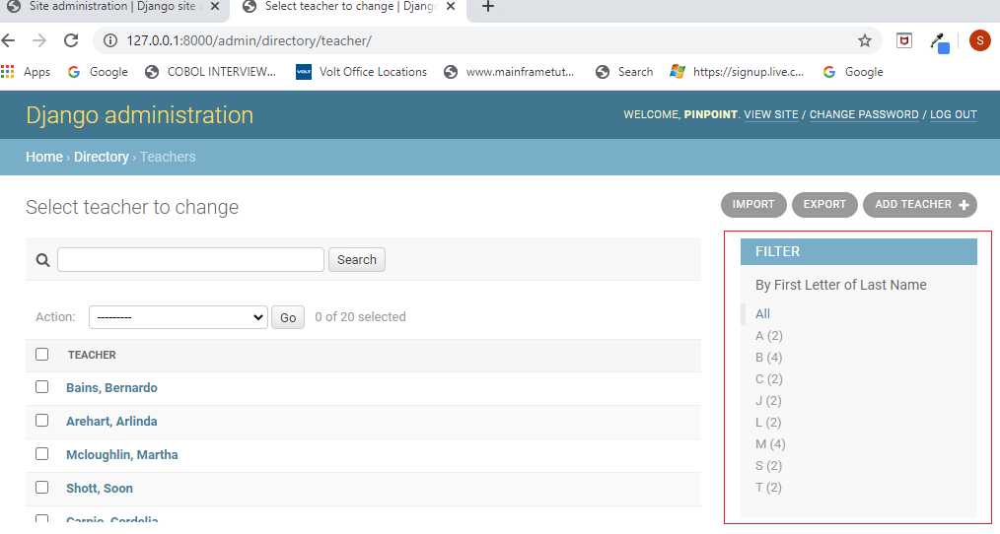 Site administration | Django site
Select teacher to change | Djang
127.0.0.1:8000/admin/directory/teacher/
S
Apps Google COBOL INTERVIEW... VOLT Volt Office Locations www.mainframetut... Search https://signup.live.c... Google
Django administration
WELCOME, PINPOINT. VIEW SITE / CHANGE PASSWORD / LOG OUT
Home › Directory › Teachers
Select teacher to change
IMPORT EXPORT ADD TEACHER +
Search
Action: --------- Go 0 of 20 selected
TEACHER
Bains, Bernardo
Arehart, Arlinda
Mcloughlin, Martha
Shott, Soon
Carpio, Cordelia
FILTER
By First Letter of Last Name
All
A (2)
B (4)
C (2)
J (2)
L (2)
M (4)
S (2)
T (2)